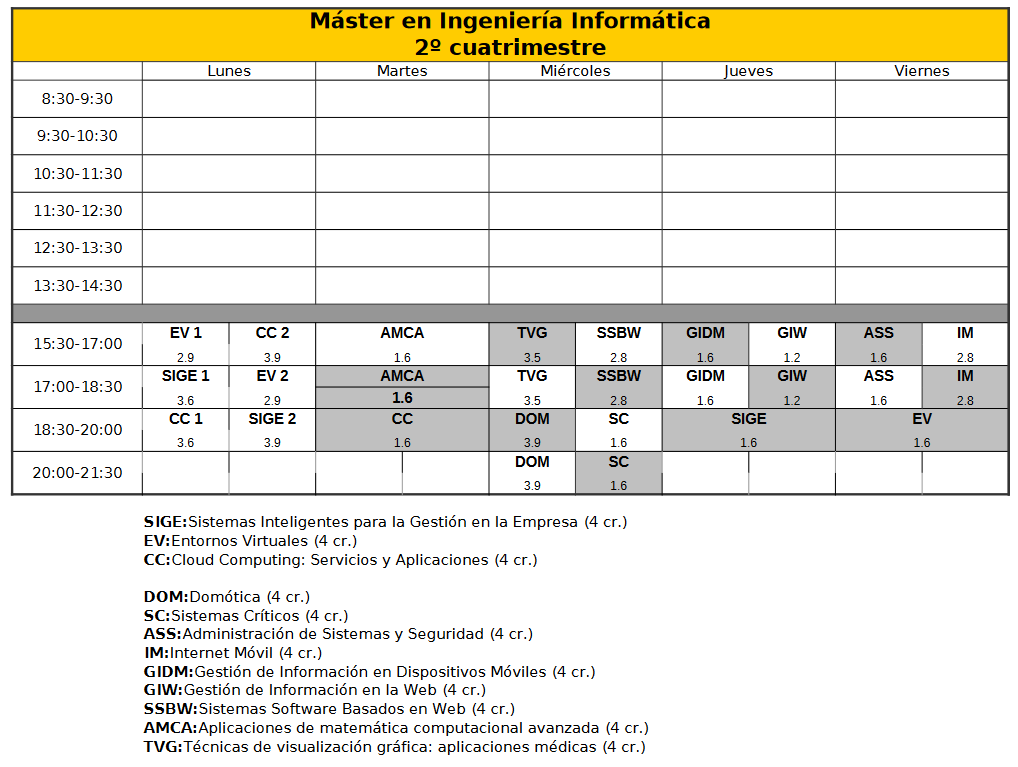 Máster en Ingeniería Informática
2º cuatrimestre
Lunes Martes Miércoles Jueves Viernes
8:30-9:30
9:30-10:30
10:30-11:30
11:30-12:30
12:30-13:30
13:30-14:30
EV 1 CC 2 AMCA TVG SSBW GIDM GIW ASS IM
15:30-17:00
2.9 3.9 1.6 3.5 2.8 1.6 1.2 1.6 2.8
SIGE 1 EV 2 AMCA TVG SSBW GIDM GIW ASS IM
17:00-18:30
3.6 2.9 1.6 3.5 2.8 1.6 1.2 1.6 2.8
CC 1 SIGE 2 CC DOM SC SIGE EV
18:30-20:00
3.6 3.9 1.6 3.9 1.6 1.6 1.6
DOM SC
20:00-21:30
3.9 1.6
SIGE:Sistemas Inteligentes para la Gestión en la Empresa (4 cr.)
EV:Entornos Virtuales (4 cr.)
CC:Cloud Computing: Servicios y Aplicaciones (4 cr.)
DOM:Domótica (4 cr.)
SC:Sistemas Críticos (4 cr.)
ASS:Administración de Sistemas y Seguridad (4 cr.)
IM:Internet Móvil (4 cr.)
GIDM:Gestión de Información en Dispositivos Móviles (4 cr.)
GIW:Gestión de Información en la Web (4 cr.)
SSBW:Sistemas Software Basados en Web (4 cr.)
AMCA:Aplicaciones de matemática computacional avanzada (4 cr.)
TVG:Técnicas de visualización gráfica: aplicaciones médicas (4 cr.)